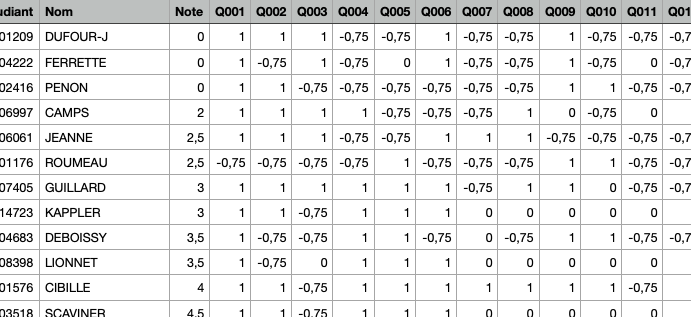 udiant Nom Note Q001 Q002 Q003 Q004 Q005 Q006 Q007 Q008 Q009 Q010 Q011 Q01
01209 DUFOUR-J 0 1 1 1 -0,75 -0,75 1 -0,75 -0,75 1 -0,75 -0,75 -0,7
04222 FERRETTE 0 1 -0,75 1 -0,75 0 1 -0,75 -0,75 1 -0,75 0 -0,7
02416 PENON 0 1 1 -0,75 -0,75 -0,75 -0,75 -0,75 -0,75 1 1 -0,75 -0,7
06997 CAMPS 2 1 1 1 1 -0,75 -0,75 -0,75 1 0 -0,75 0
06061 JEANNE 2,5 1 1 1 -0,75 -0,75 1 1 1 -0,75 -0,75 -0,75 -0,7
01176 ROUMEAU 2,5 -0,75 -0,75 -0,75 -0,75 1 -0,75 -0,75 -0,75 1 1 -0,75 -0,7
07405 GUILLARD 3 1 1 1 1 1 1 -0,75 1 1 0 -0,75 -0,7
14723 KAPPLER 3 1 1 -0,75 1 1 1 0 0 0 0 0
04683 DEBOISSY 3,5 1 -0,75 -0,75 1 1 -0,75 0 -0,75 1 1 -0,75 -0,7
08398 LIONNET 3,5 1 -0,75 0 1 1 1 0 0 0 0 0
01576 CIBILLE 4 1 1 -0,75 1 1 1 1 1 1 1 -0,75
03518 SCAVINER 4,5 1 1 -0,75 1 1 1 0 0 0 0 0